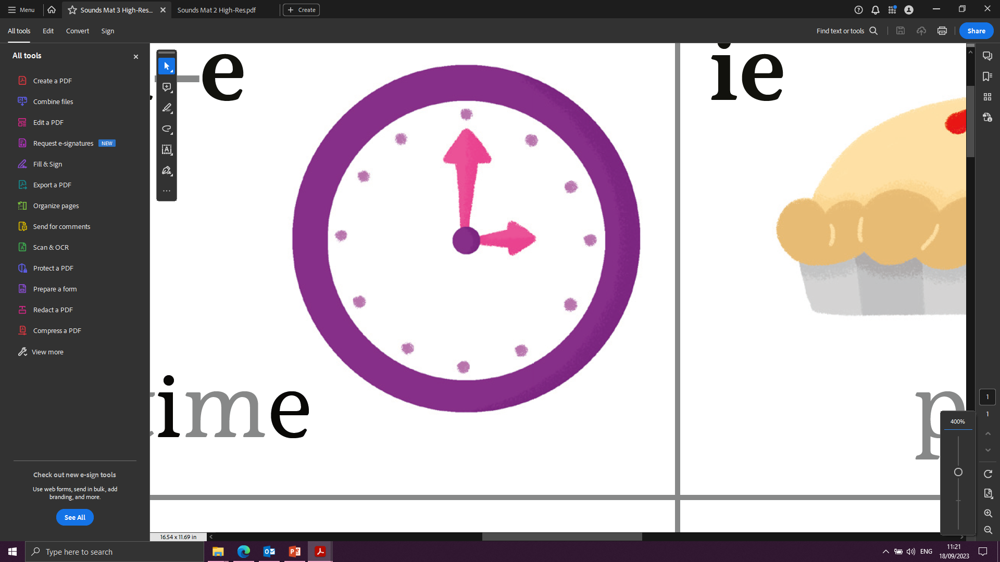 Menu
Sounds Mat 3 High-Res...
Sounds Mat 2 High-Res.pdf
Create
All tools
Edit
Convert
Sign
Find text or tools
Share
All tools
Create a PDF
Combine files
Edit a PDF
Request e-signatures NEW
Fill & Sign
Export a PDF
Organize pages
Send for comments
Scan & OCR
Protect a PDF
Prepare a form
Redact a PDF
Compress a PDF
View more
Check out new e-sign tools
Use web forms, send in bulk, add
branding, and more.
See All
e
ie
time
p
1
1
400%
16.54 x 11.69 in
Type here to search
ENG
11:21
18/09/2023